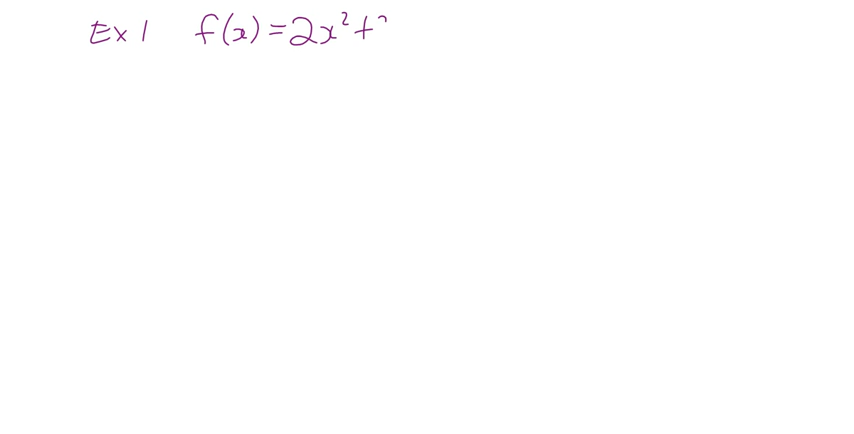 Ex 1 f(x) = 2x² +